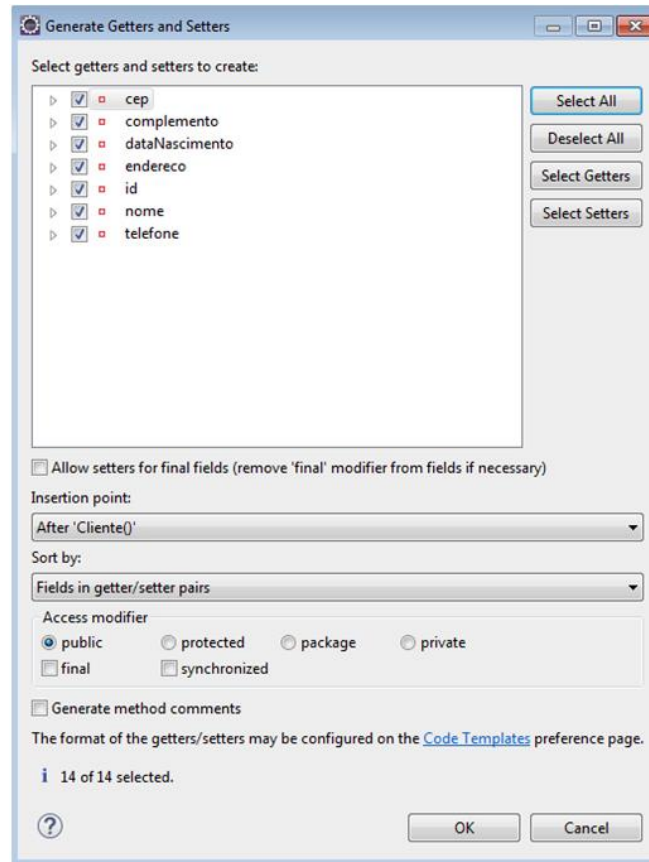 Generate Getters and Setters
Select getters and setters to create:
cep
complemento
dataNascimento
endereco
id
nome
telefone
Select All
Deselect All
Select Getters
Select Setters
Allow setters for final fields (remove 'final' modifier from fields if necessary)
Insertion point:
After 'Cliente()'
Sort by:
Fields in getter/setter pairs
Access modifier
public protected package private
final synchronized
Generate method comments
The format of the getters/setters may be configured on the Code Templates preference page.
i 14 of 14 selected.
? OK Cancel